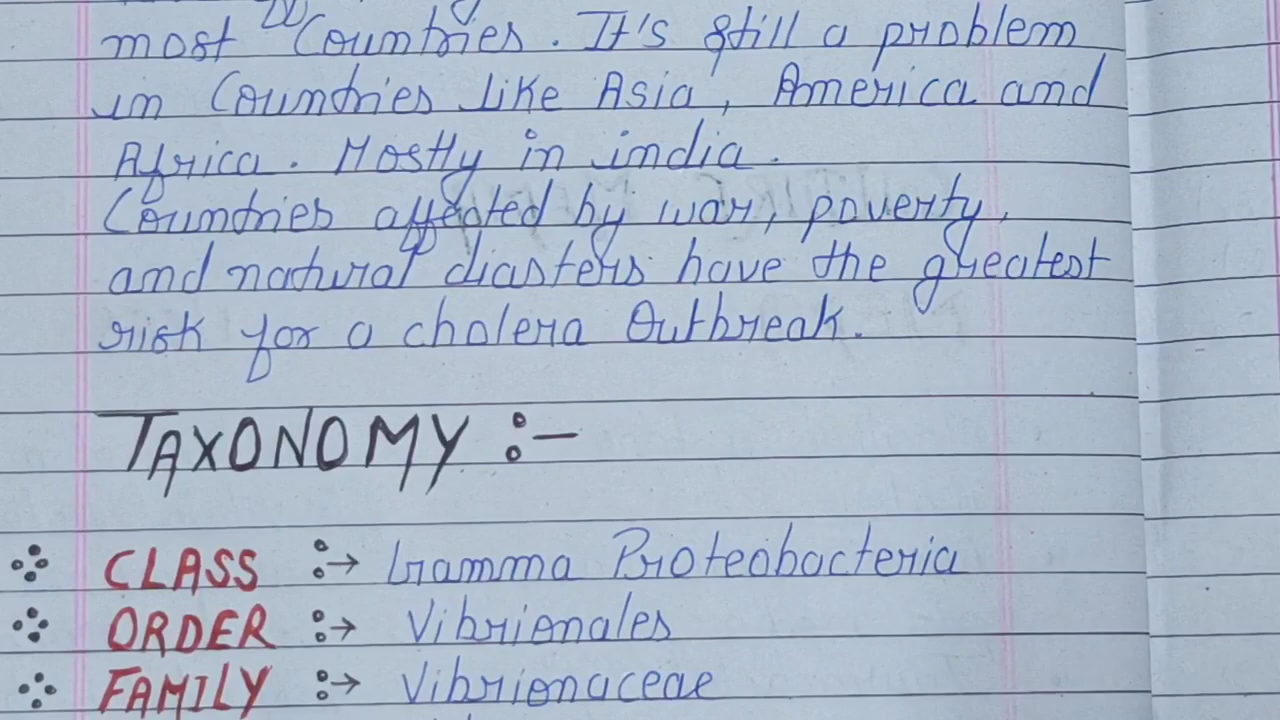 most Countries. It's still a problem
in Countries like Asia, America and
Africa. Mostly in india.
Countries affected by war, poverty,
and natural diasters have the greatest
risk for a cholera Outbreak.
TAXONOMY :-
CLASS :→ Gamma Proteobacteria
ORDER :→ Vibrionales
FAMILY :→ Vibrionaceae